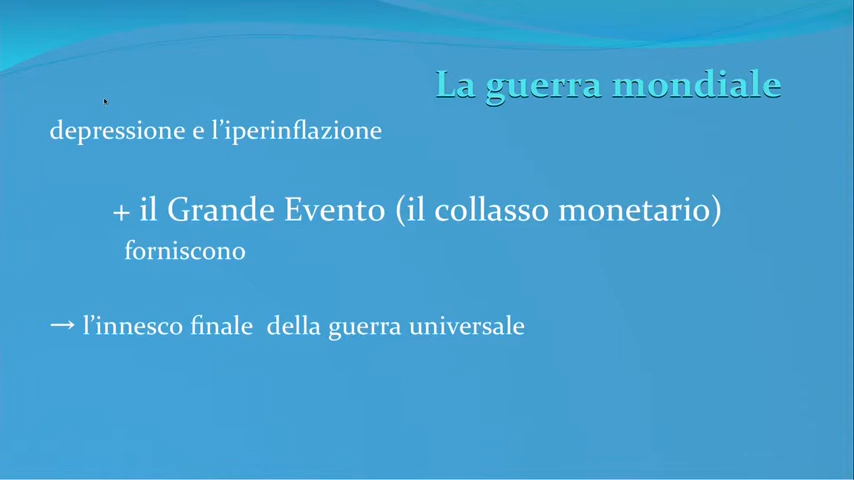 La guerra mondiale
depressione e l’iperinflazione
+ il Grande Evento (il collasso monetario)
forniscono
→ l’innesco finale della guerra universale